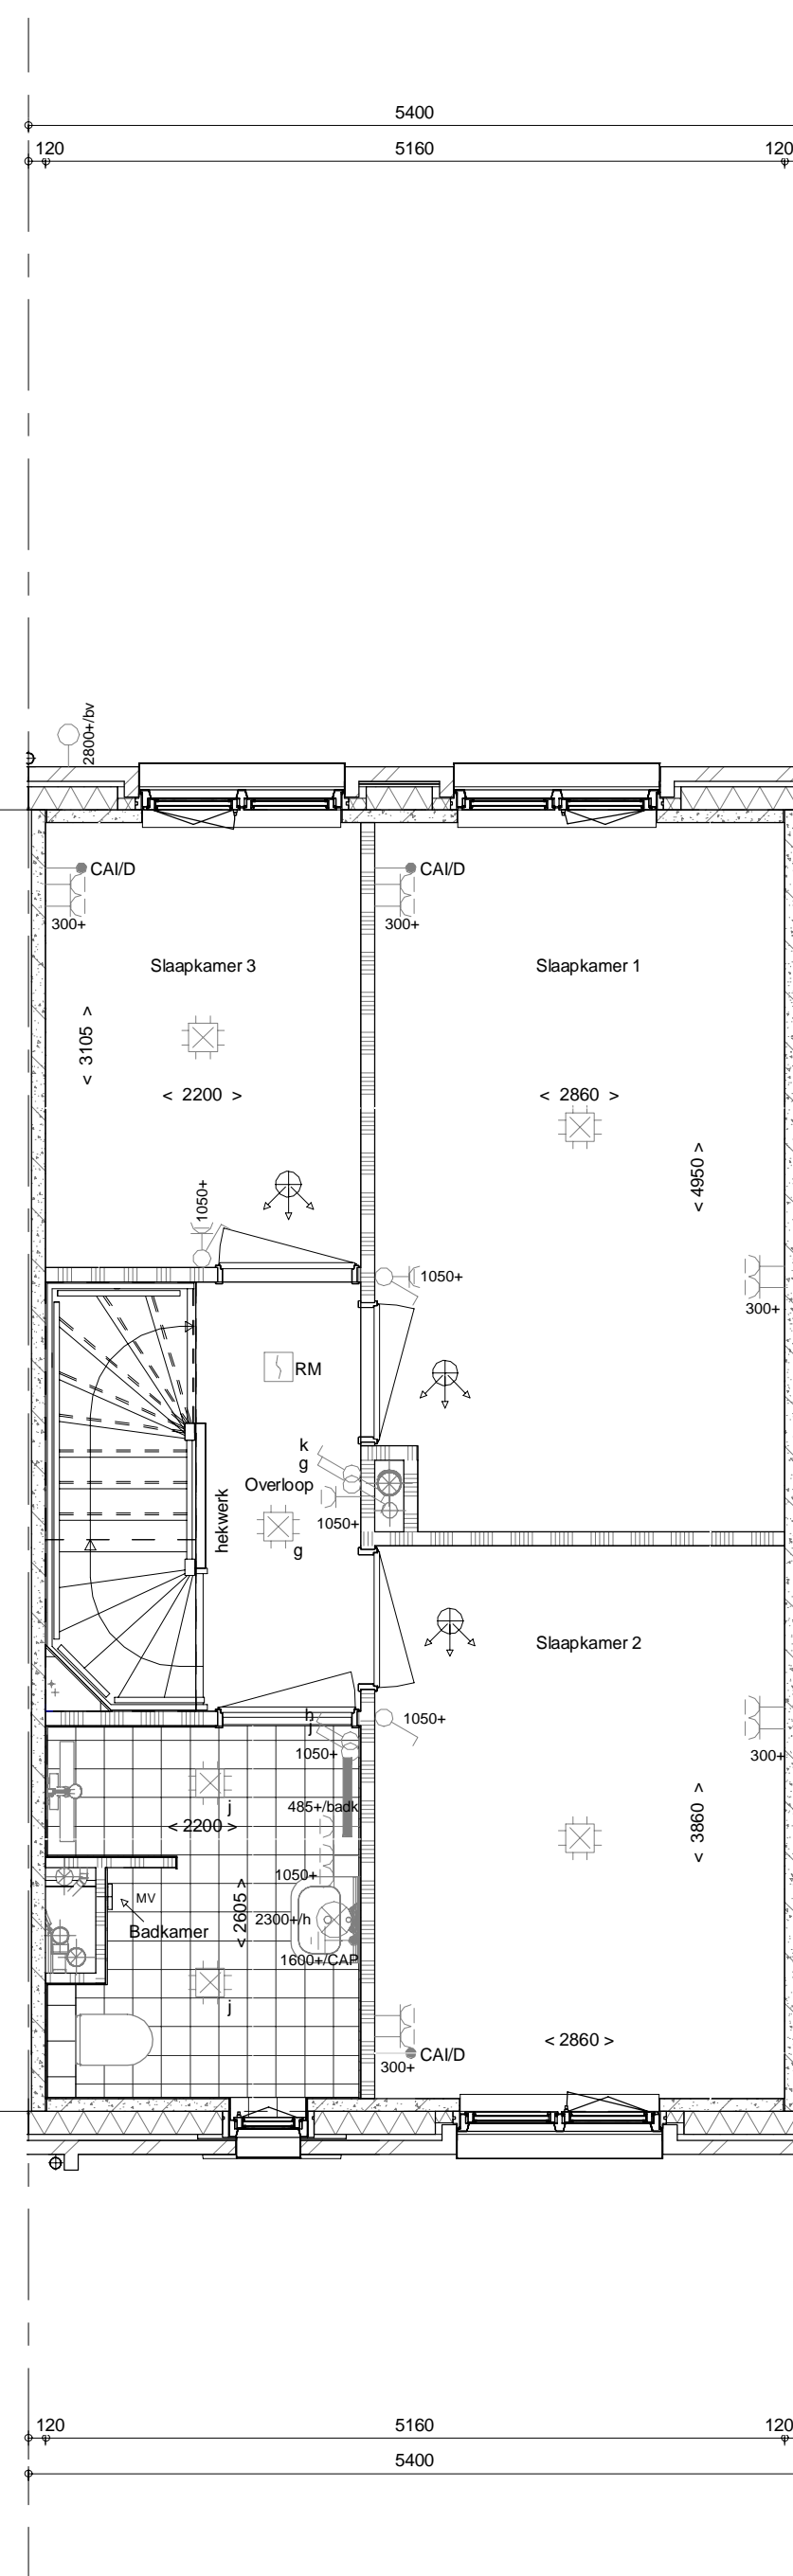 5400
120
5160
120
2800+/bv
CAI/D
300+
CAI/D
300+
Slaapkamer 3
Slaapkamer 1
< 3105 >
< 2200 >
< 2860 >
< 4950 >
1050+
1050+
300+
RM
k
g
Overloop
hekwerk
1050+
g
Slaapkamer 2
h
j
1050+
1050+
300+
j
485+/badk
< 2200 >
< 3860 >
1050+
MV
< 2605 >
2300+/h
Badkamer
1600+/CAP
j
< 2860 >
CAI/D
300+
120
5160
120
5400